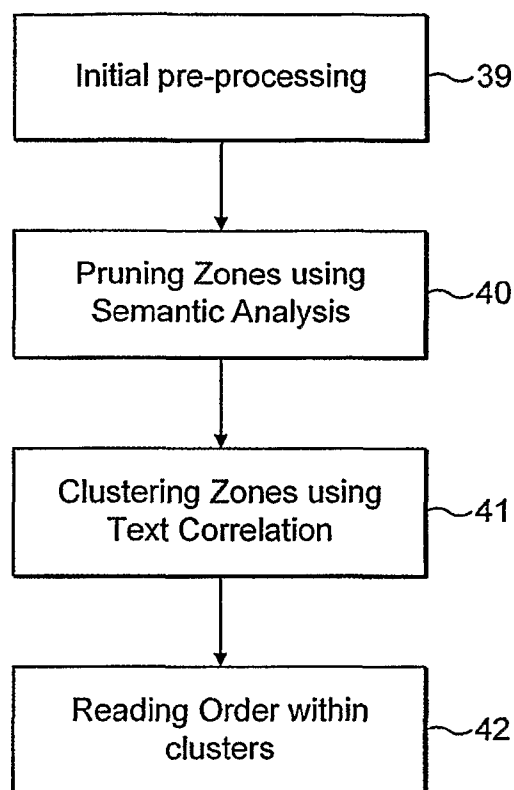 Initial pre-processing
39
Pruning Zones using
Semantic Analysis
40
Clustering Zones using
Text Correlation
41
Reading Order within
clusters
42